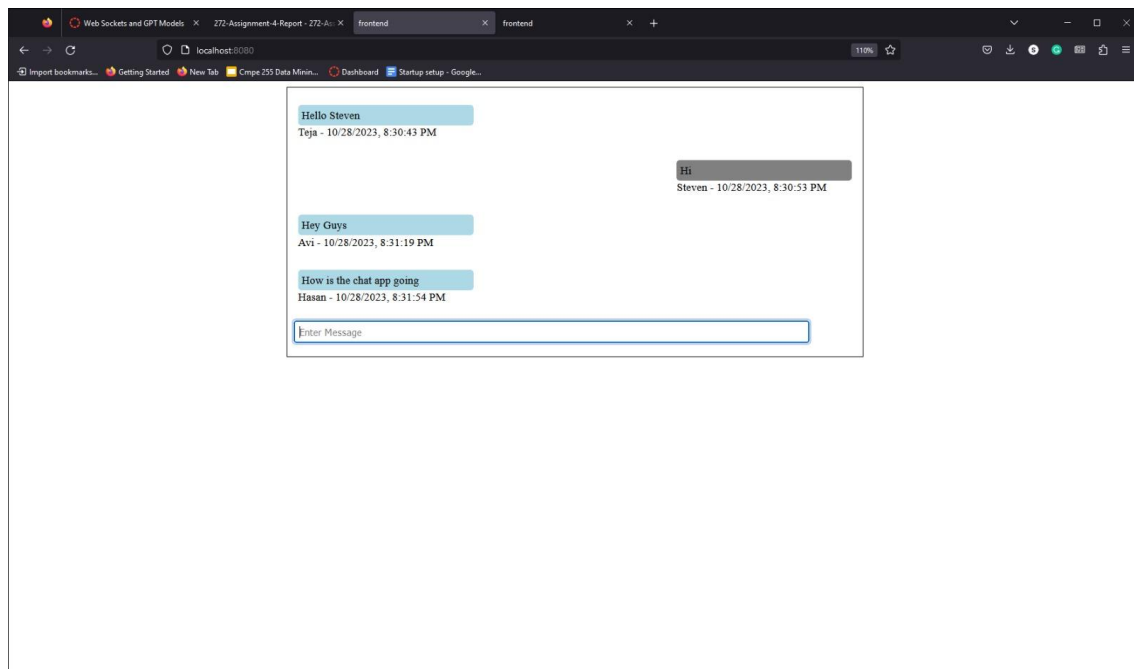 Web Sockets and GPT Models
272-Assignment-4-Report - 272-As
frontend
frontend
localhost:8080
110%
Import bookmarks...
Getting Started
New Tab
Cmpe 255 Data Minin...
Dashboard
Startup setup - Google...
Hello Steven
Teja - 10/28/2023, 8:30:43 PM
Hi
Steven - 10/28/2023, 8:30:53 PM
Hey Guys
Avi - 10/28/2023, 8:31:19 PM
How is the chat app going
Hasan - 10/28/2023, 8:31:54 PM
Enter Message